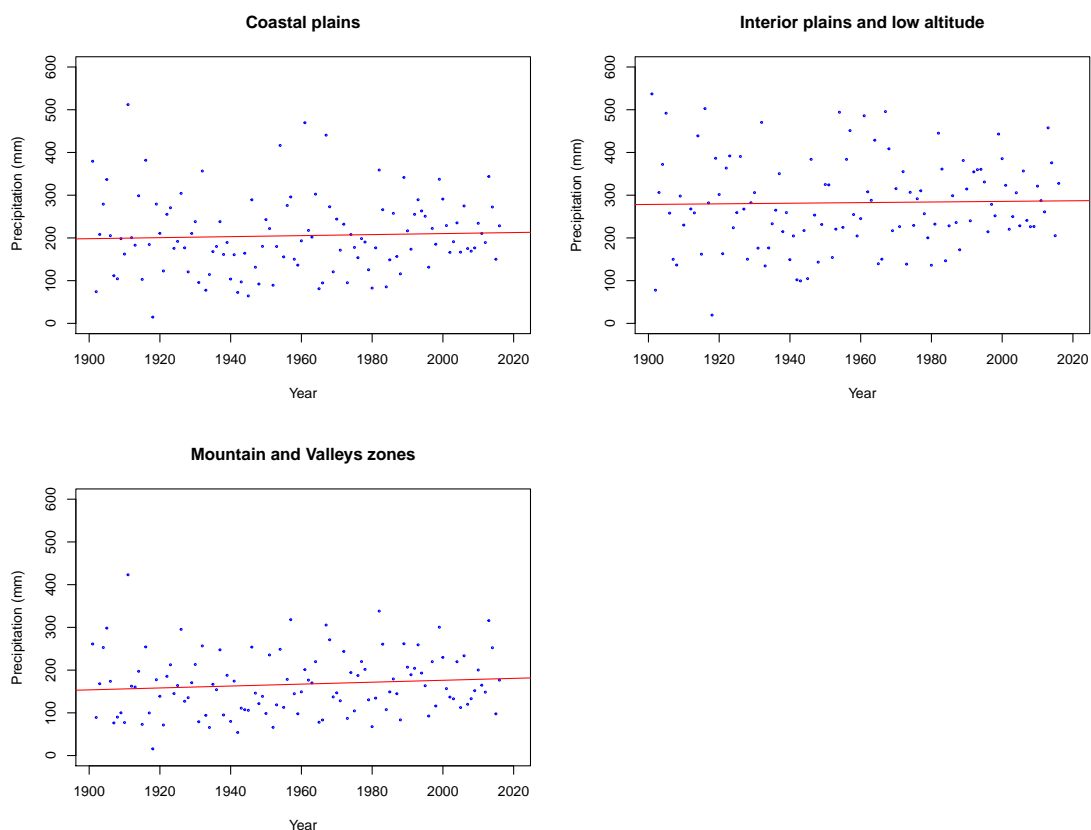 Coastal plains
Precipitation (mm)
600
500
400
300
200
100
0
1900 1920 1940 1960 1980 2000 2020
Year
Interior plains and low altitude
Precipitation (mm)
600
500
400
300
200
100
0
1900 1920 1940 1960 1980 2000 2020
Year
Mountain and Valleys zones
Precipitation (mm)
600
500
400
300
200
100
0
1900 1920 1940 1960 1980 2000 2020
Year